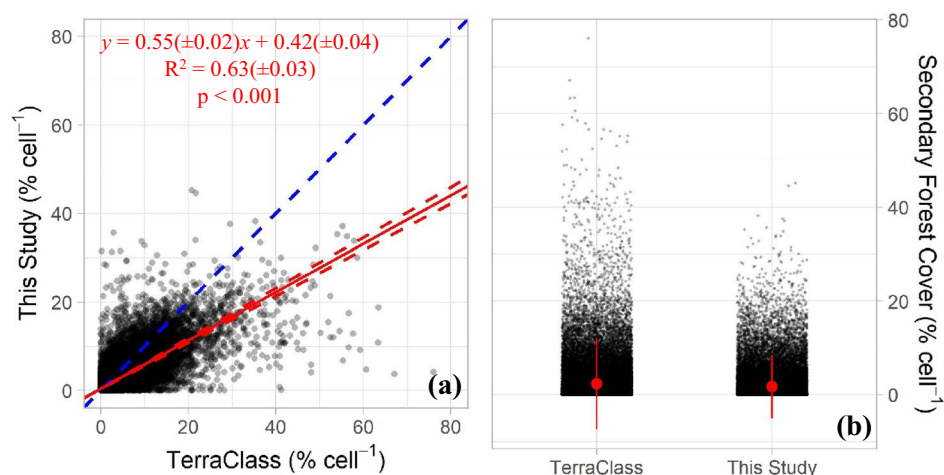 y = 0.55(±0.02)x + 0.42(±0.04)
R² = 0.63(±0.03)
p < 0.001
80
60
40
20
0
This Study (% cell⁻¹)
0 20 40 60 80
TerraClass (% cell⁻¹)
(a)
80
60
40
20
0
Secondary Forest Cover (% cell⁻¹)
TerraClass This Study
(b)